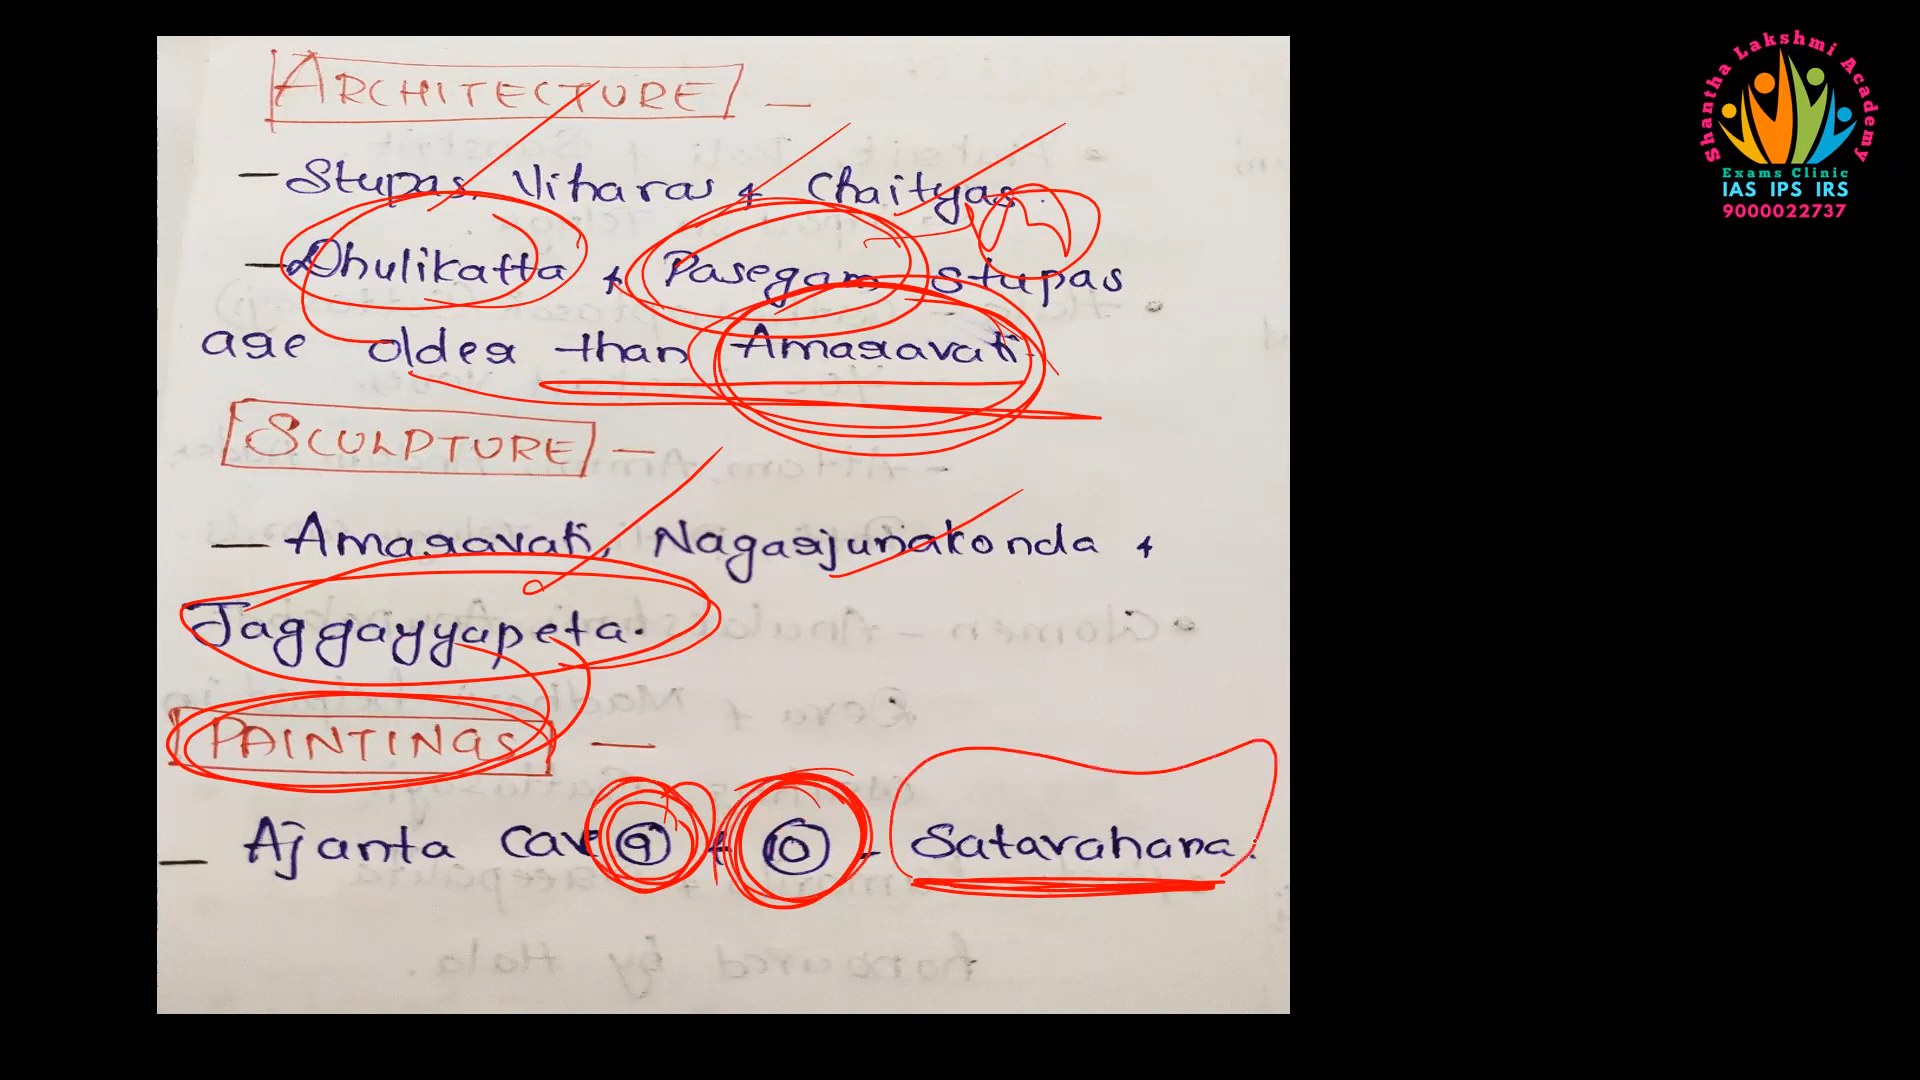 ARCHITECTURE –
– Stupas, Viharas & Chaityas.
– Dhulikatta & Pasegam Stupas
are older than Amaravati.
SCULPTURE –
– Amaravati, Nagarjunakonda &
Jaggayyapeta.
PAINTINGS –
– Ajanta Cave 9 & 10 - Satavahana.
Shantha Lakshmi Academy
Exams Clinic
IAS IPS IRS
9000022737